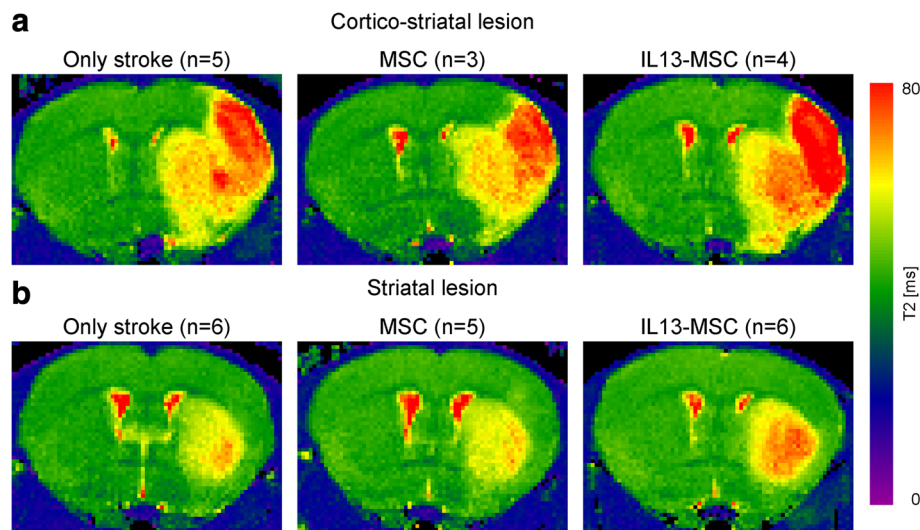 a
Cortico-striatal lesion
Only stroke (n=5)
MSC (n=3)
IL13-MSC (n=4)
80
T2 [ms]
0
b
Striatal lesion
Only stroke (n=6)
MSC (n=5)
IL13-MSC (n=6)